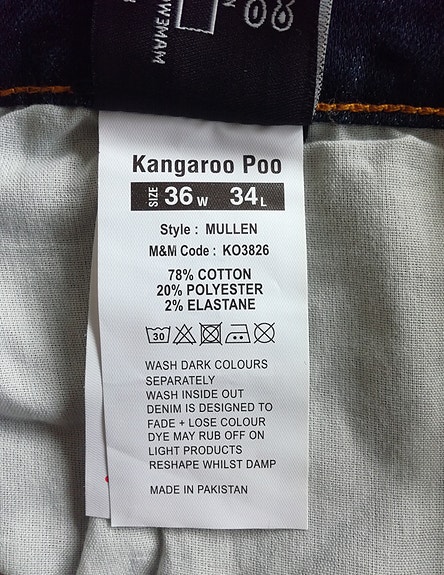 Kangaroo Poo
SIZE 36 W 34 L
Style : MULLEN
M&M Code : KO3826
78% COTTON
20% POLYESTER
2% ELASTANE
30
WASH DARK COLOURS
SEPARATELY
WASH INSIDE OUT
DENIM IS DESIGNED TO
FADE + LOSE COLOUR
DYE MAY RUB OFF ON
LIGHT PRODUCTS
RESHAPE WHILST DAMP
MADE IN PAKISTAN